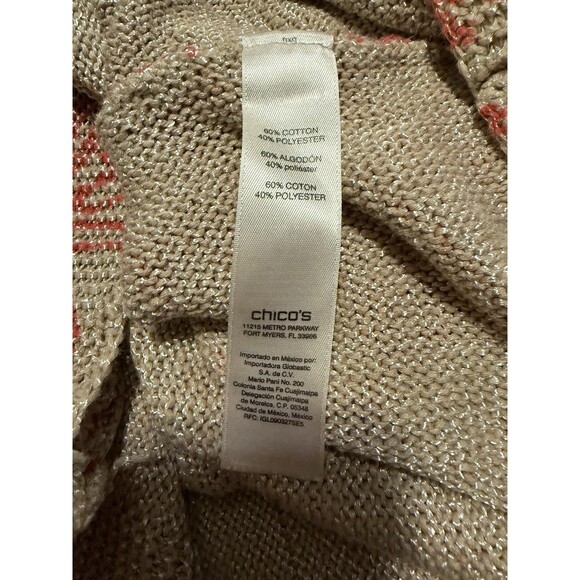 60% COTTON
40% POLYESTER
60% ALGODÓN
40% poliéster
60% COTON
40% POLYESTER
chico's
11215 METRO PARKWAY
FORT MYERS, FL 33966
Importado en México por:
Importadora Globastic
S.A. de C.V.
Mario Pani No. 200
Colonia Santa Fe Cuajimalpa
Delegación Cuajimalpa
de Morelos, C.P. 05348
Ciudad de México, México
RFC: IGL090327SE5